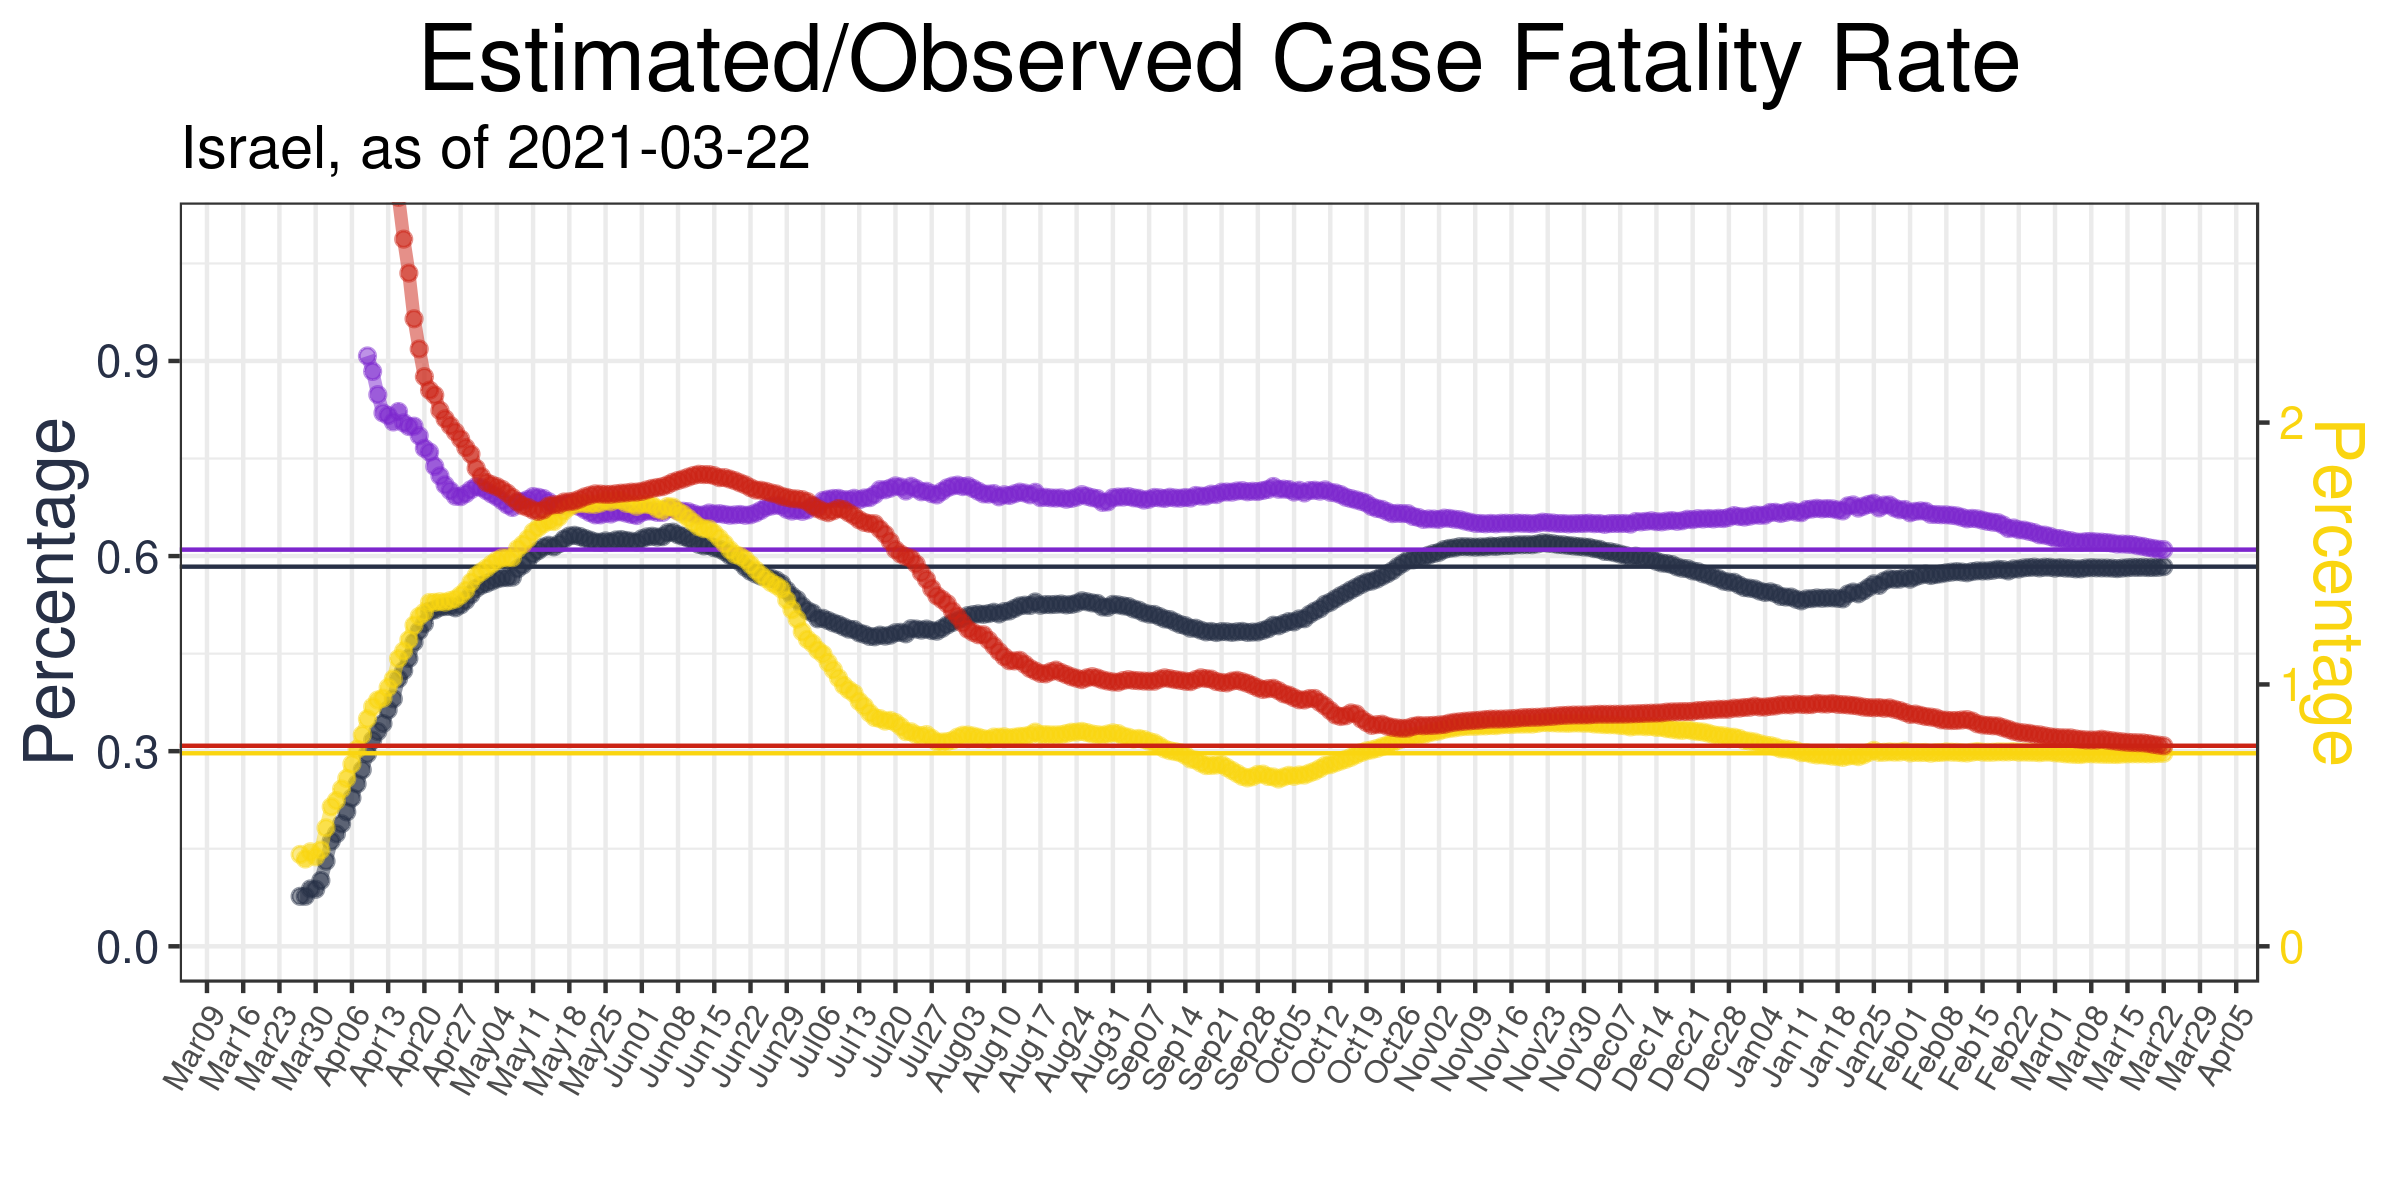 Estimated/Observed Case Fatality Rate
Israel, as of 2021-03-22
Percentage
0.9
0.6
0.3
0.0
2
1
0
Percentage
Mar09
Mar16
Mar23
Mar30
Apr06
Apr13
Apr20
Apr27
May04
May11
May18
May25
Jun01
Jun08
Jun15
Jun22
Jun29
Jul06
Jul13
Jul20
Jul27
Aug03
Aug10
Aug17
Aug24
Aug31
Sep07
Sep14
Sep21
Sep28
Oct05
Oct12
Oct19
Oct26
Nov02
Nov09
Nov16
Nov23
Nov30
Dec07
Dec14
Dec21
Dec28
Jan04
Jan11
Jan18
Jan25
Feb01
Feb08
Feb15
Feb22
Mar01
Mar08
Mar15
Mar22
Mar29
Apr05